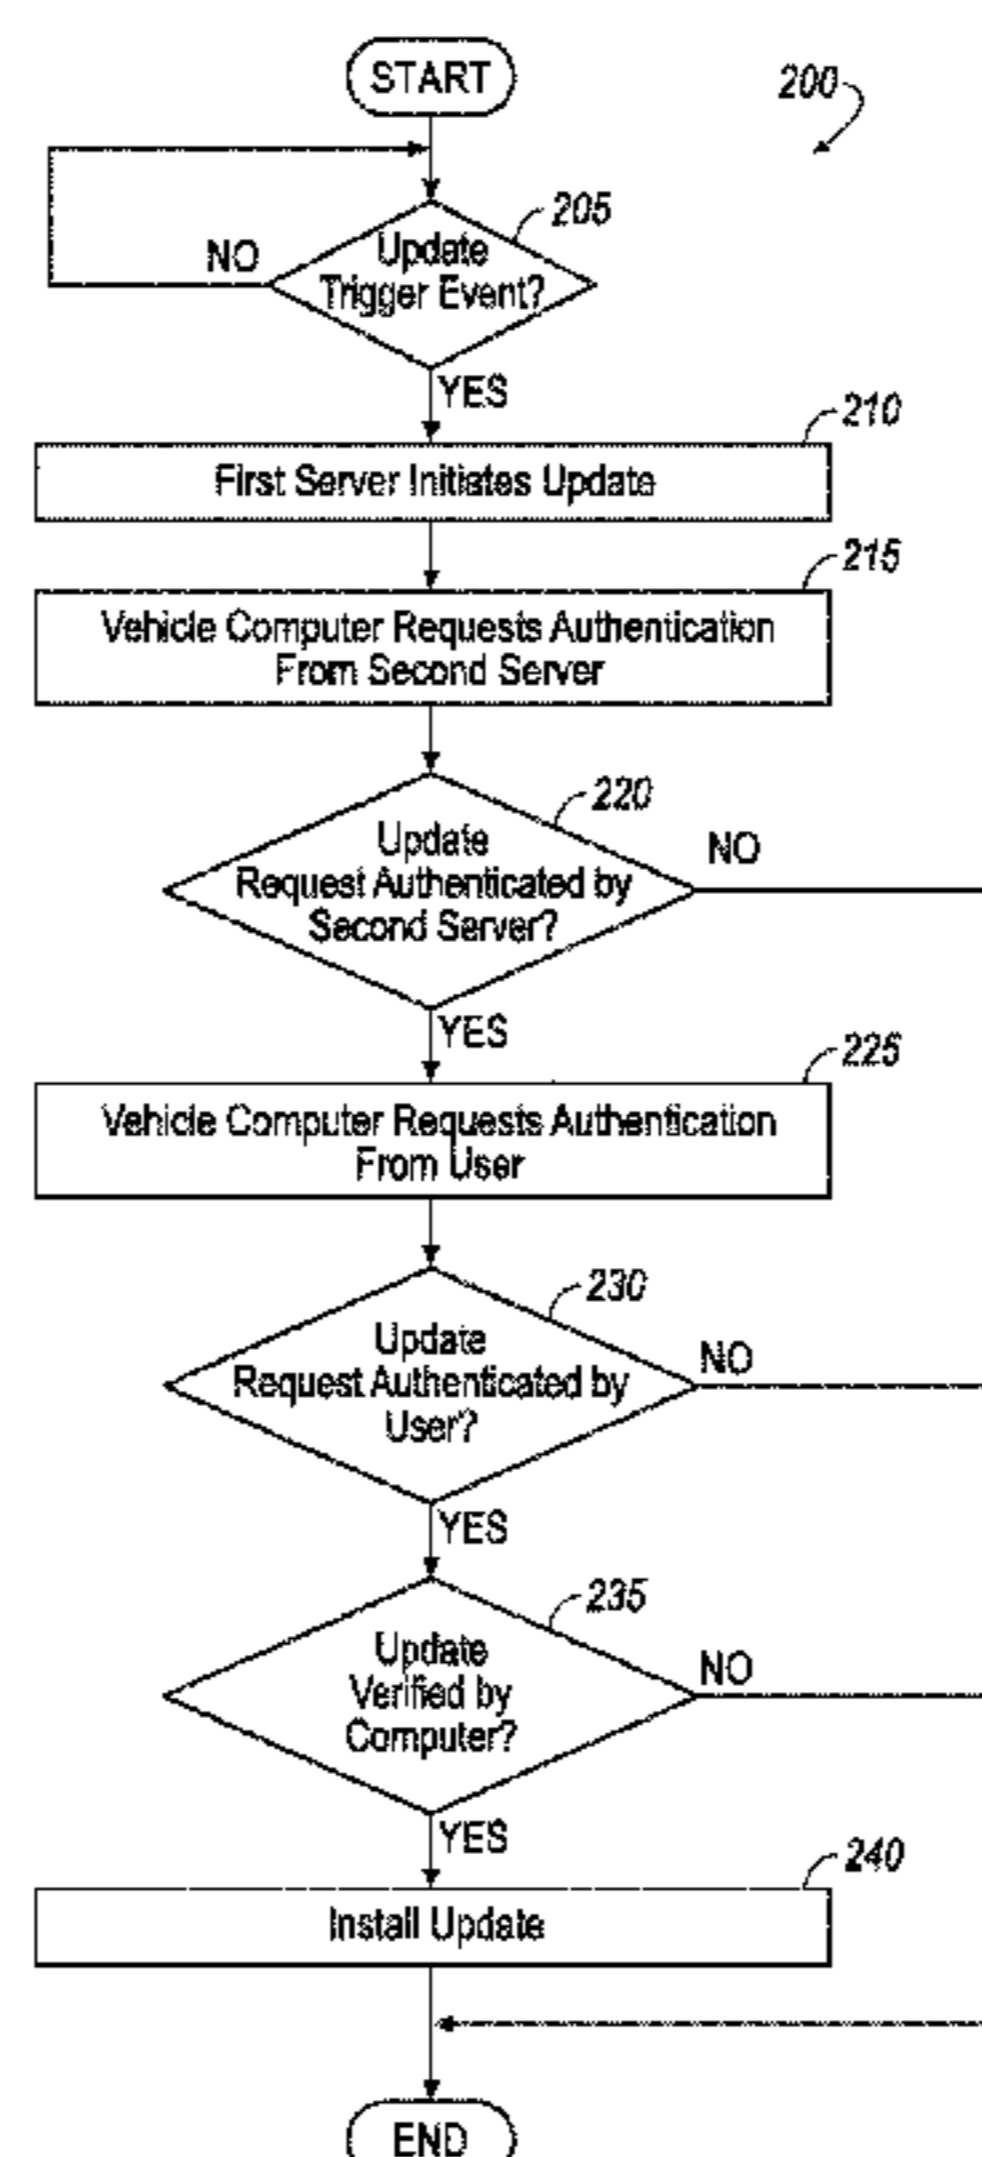 START
200
205
Update
Trigger Event?
NO
YES
210
First Server Initiates Update
215
Vehicle Computer Requests Authentication
From Second Server
220
Update
Request Authenticated by
Second Server?
NO
YES
225
Vehicle Computer Requests Authentication
From User
230
Update
Request Authenticated by
User?
NO
YES
235
Update
Verified by
Computer?
NO
YES
240
Install Update
END